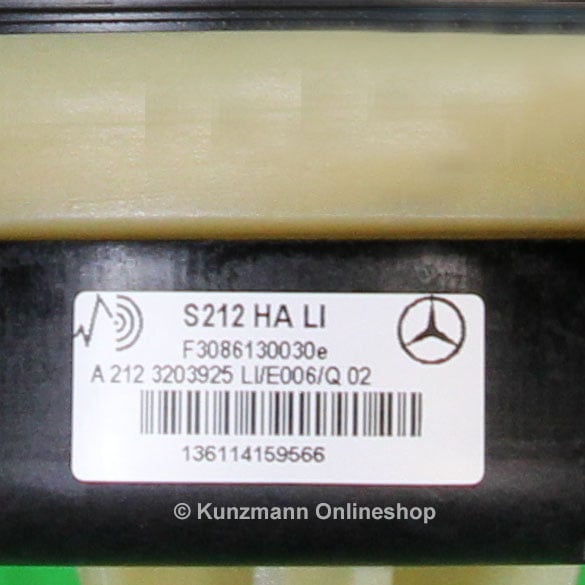 S212 HA LI
F3086130030e
A 212 3203925 LI/E006/Q 02
136114159566
© Kunzmann Onlineshop